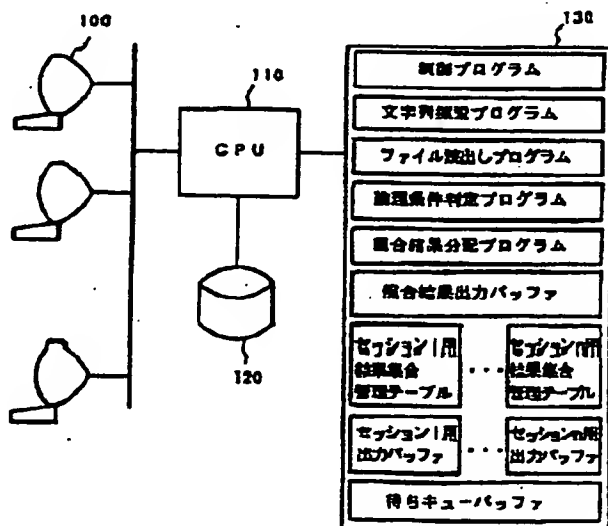 100
110
CPU
120
130
制御プログラム
文字列探索プログラム
ファイル読出しプログラム
論理条件判定プログラム
照合結果分配プログラム
照合結果出力バッファ
セッション1用
結果集合
管理テーブル
...
セッションn用
結果集合
管理テーブル
セッション1用
出力バッファ
...
セッションn用
出力バッファ
待ちキューバッファ